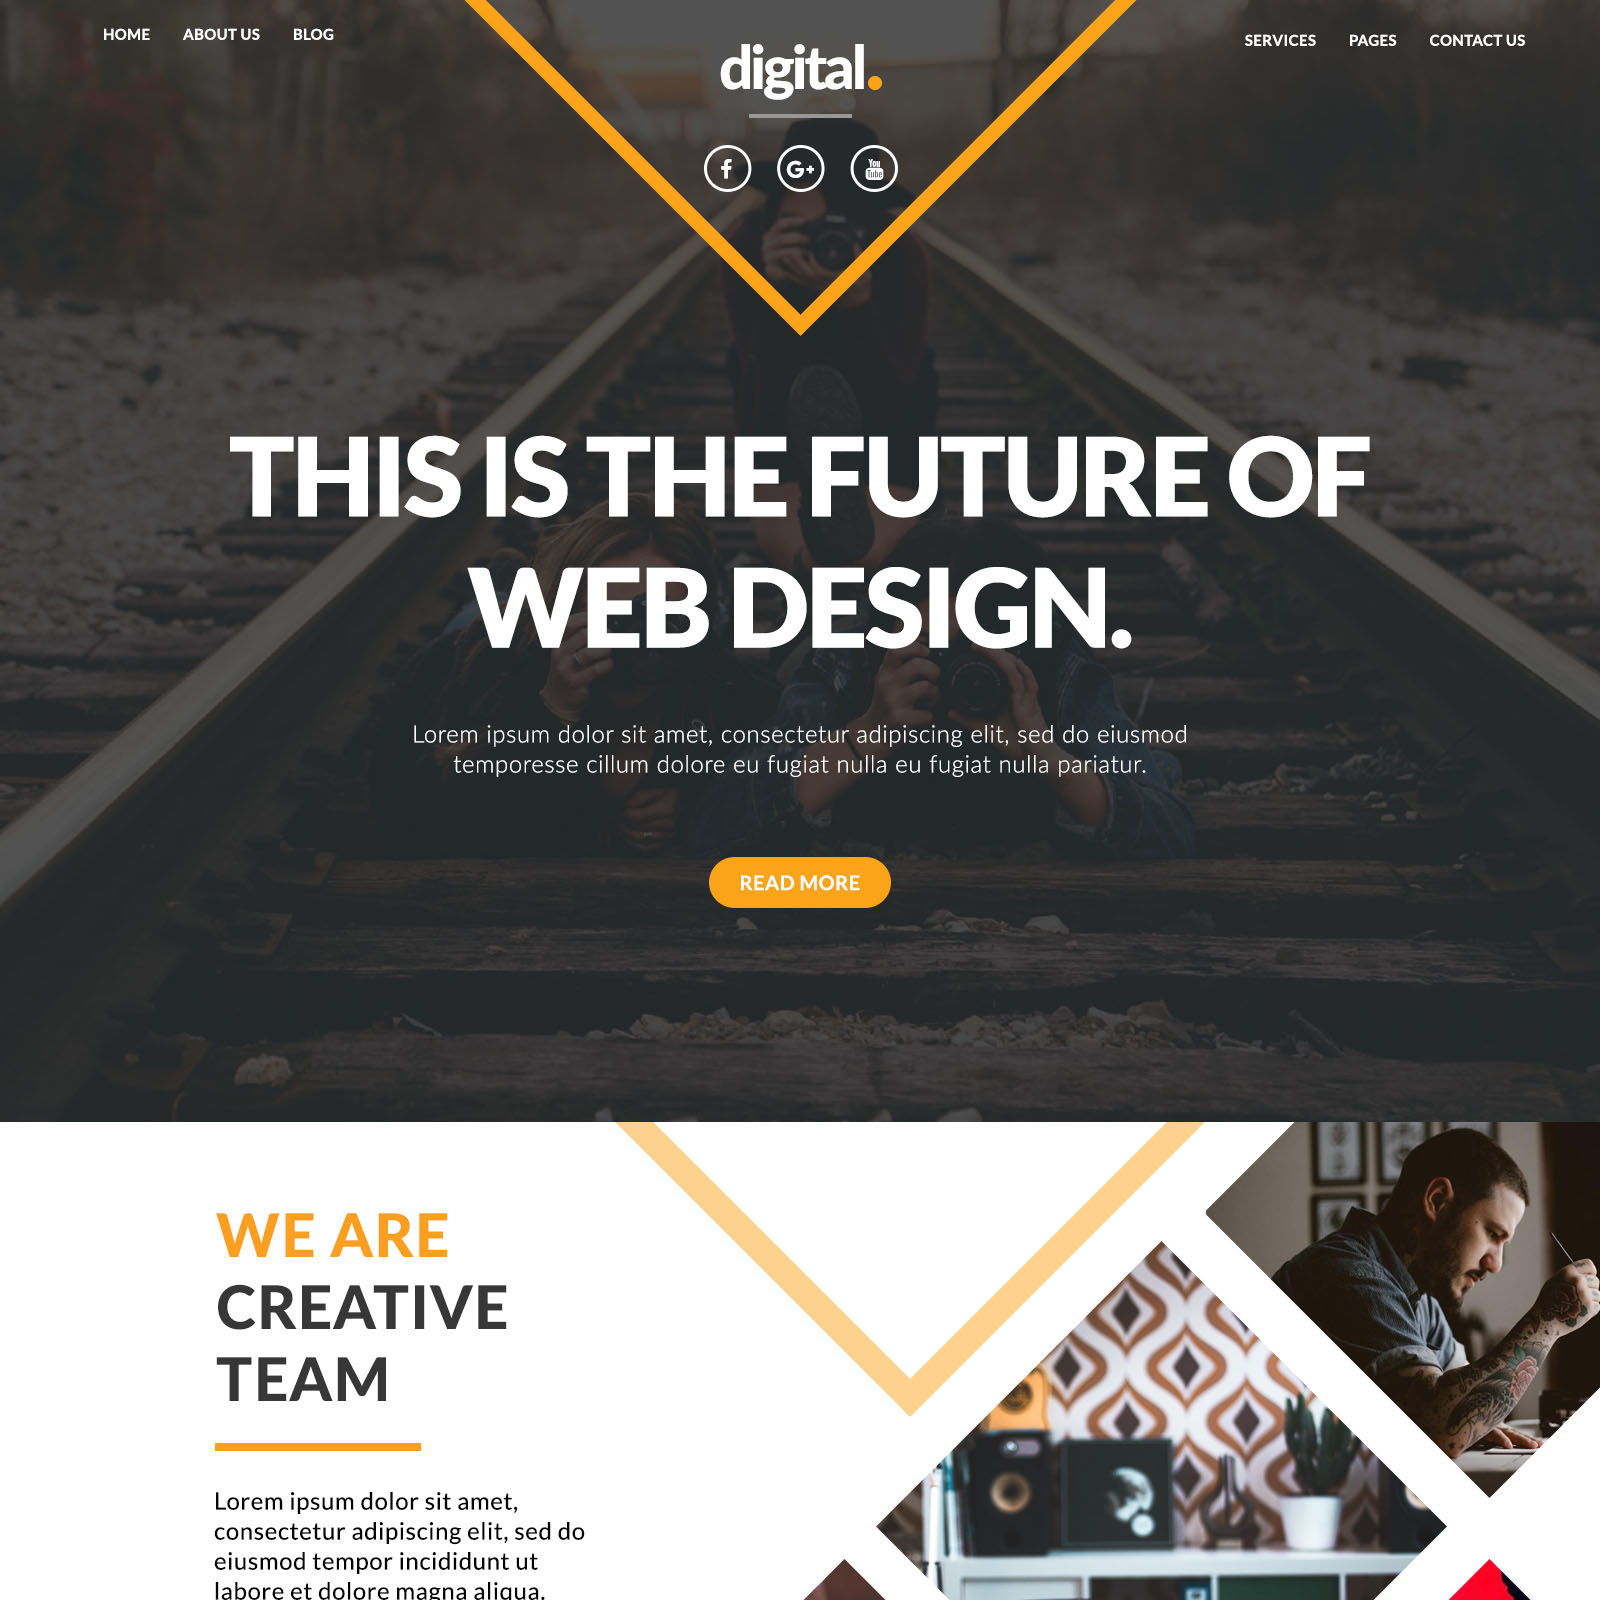 HOME ABOUT US BLOG
digital.
SERVICES PAGES CONTACT US
You
Tube
THIS IS THE FUTURE OF
WEB DESIGN.
Lorem ipsum dolor sit amet, consectetur adipiscing elit, sed do eiusmod
temporesse cillum dolore eu fugiat nulla eu fugiat nulla pariatur.
READ MORE
WE ARE
CREATIVE
TEAM
Lorem ipsum dolor sit amet,
consectetur adipiscing elit, sed do
eiusmod tempor incididunt ut
labore et dolore magna aliqua.